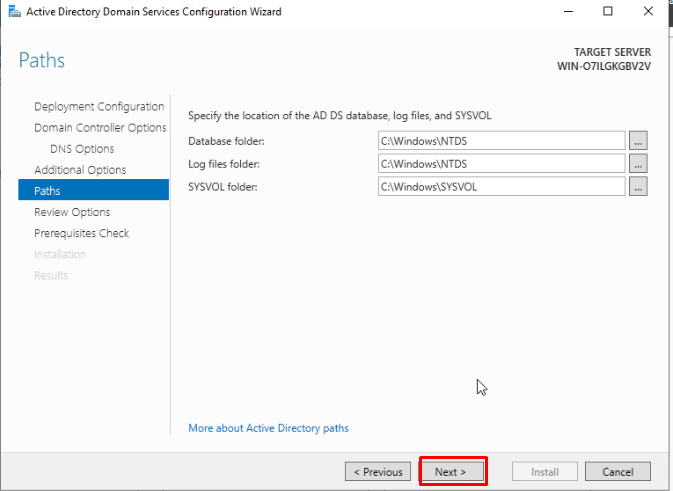 Active Directory Domain Services Configuration Wizard
Paths
TARGET SERVER
WIN-O7ILGKGBV2V
Deployment Configuration
Domain Controller Options
DNS Options
Additional Options
Paths
Review Options
Prerequisites Check
Installation
Results
Specify the location of the AD DS database, log files, and SYSVOL
Database folder: C:\Windows\NTDS ...
Log files folder: C:\Windows\NTDS ...
SYSVOL folder: C:\Windows\SYSVOL ...
More about Active Directory paths
< Previous Next > Install Cancel